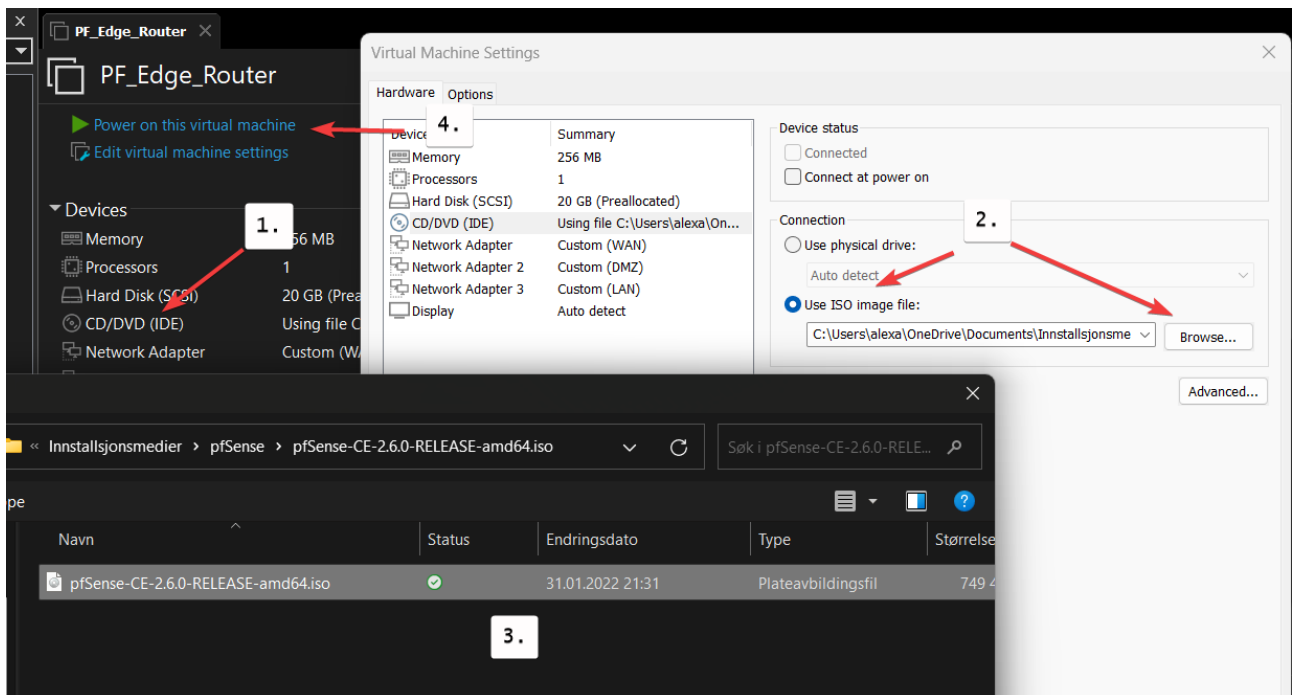 PF_Edge_Router
PF_Edge_Router
Power on this virtual machine
Edit virtual machine settings
Devices
Memory 56 MB
Processors 1
Hard Disk (SCSI) 20 GB (Prea
CD/DVD (IDE) Using file C
Network Adapter Custom (WA
1.
4.
Virtual Machine Settings
Hardware Options
Device Summary
Memory 256 MB
Processors 1
Hard Disk (SCSI) 20 GB (Preallocated)
CD/DVD (IDE) Using file C:\Users\alexa\On...
Network Adapter Custom (WAN)
Network Adapter 2 Custom (DMZ)
Network Adapter 3 Custom (LAN)
Display Auto detect
Device status
Connected
Connect at power on
Connection
2.
Use physical drive:
Auto detect
Use ISO image file:
C:\Users\alexa\OneDrive\Documents\Innstallsjonsme
Browse...
Advanced...
« Innstallsjonsmedier > pfSense > pfSense-CE-2.6.0-RELEASE-amd64.iso
Søk i pfSense-CE-2.6.0-RELE...
pe
Navn Status Endringsdato Type Størrelse
pfSense-CE-2.6.0-RELEASE-amd64.iso 31.01.2022 21:31 Plateavbildingsfil 749 4
3.